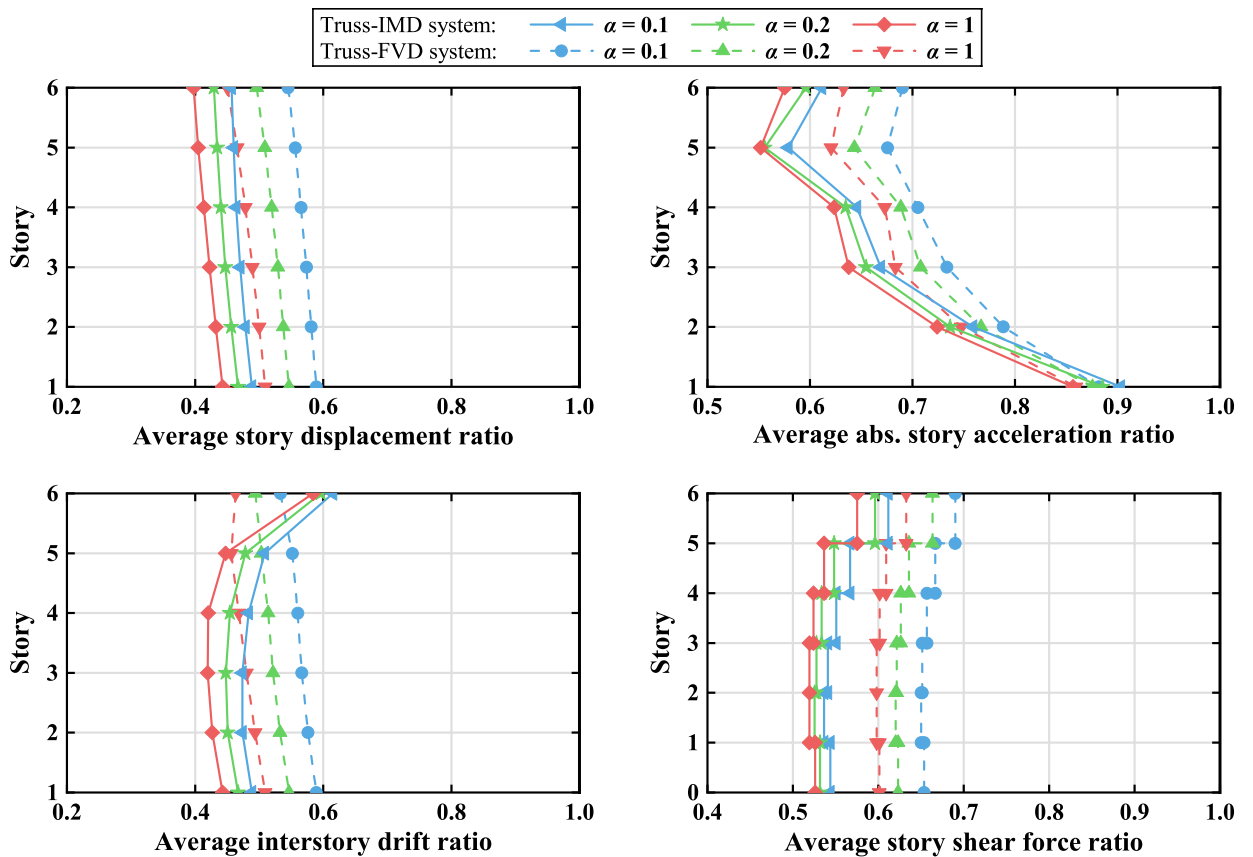 Truss-IMD system: α = 0.1 α = 0.2 α = 1
Truss-FVD system: α = 0.1 α = 0.2 α = 1
Story
6
5
4
3
2
1
0.2 0.4 0.6 0.8 1.0
Average story displacement ratio
Story
6
5
4
3
2
1
0.5 0.6 0.7 0.8 0.9 1.0
Average abs. story acceleration ratio
Story
6
5
4
3
2
1
0.2 0.4 0.6 0.8 1.0
Average interstory drift ratio
Story
6
5
4
3
2
1
0
0.4 0.5 0.6 0.7 0.8 0.9 1.0
Average story shear force ratio